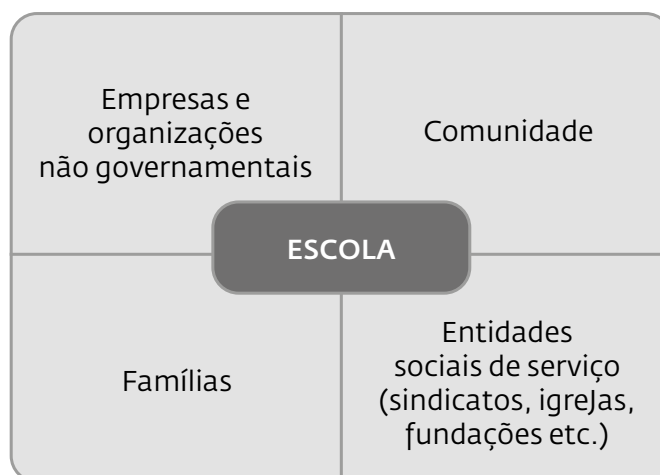 Empresas e
organizações
não governamentais
Comunidade
ESCOLA
Famílias
Entidades
sociais de serviço
(sindicatos, igreJas,
fundações etc.)